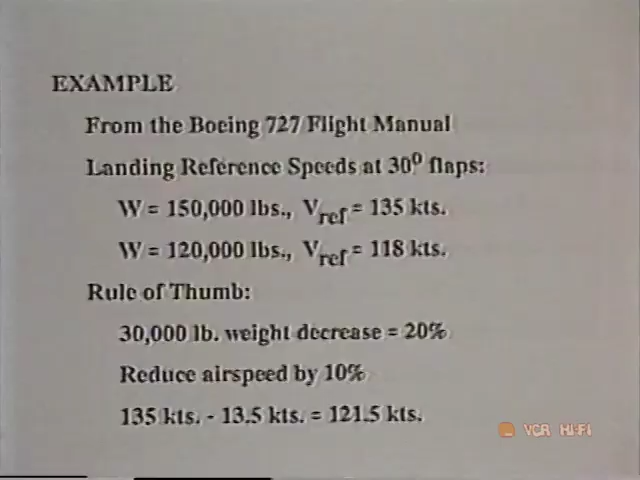 EXAMPLE
From the Boeing 727 Flight Manual
Landing Reference Speeds at 30⁰ flaps:
W = 150,000 lbs., Vref = 135 kts.
W = 120,000 lbs., Vref = 118 kts.
Rule of Thumb:
30,000 lb. weight decrease = 20%
Reduce airspeed by 10%
135 kts. - 13.5 kts. = 121.5 kts.
VCR HI-FI